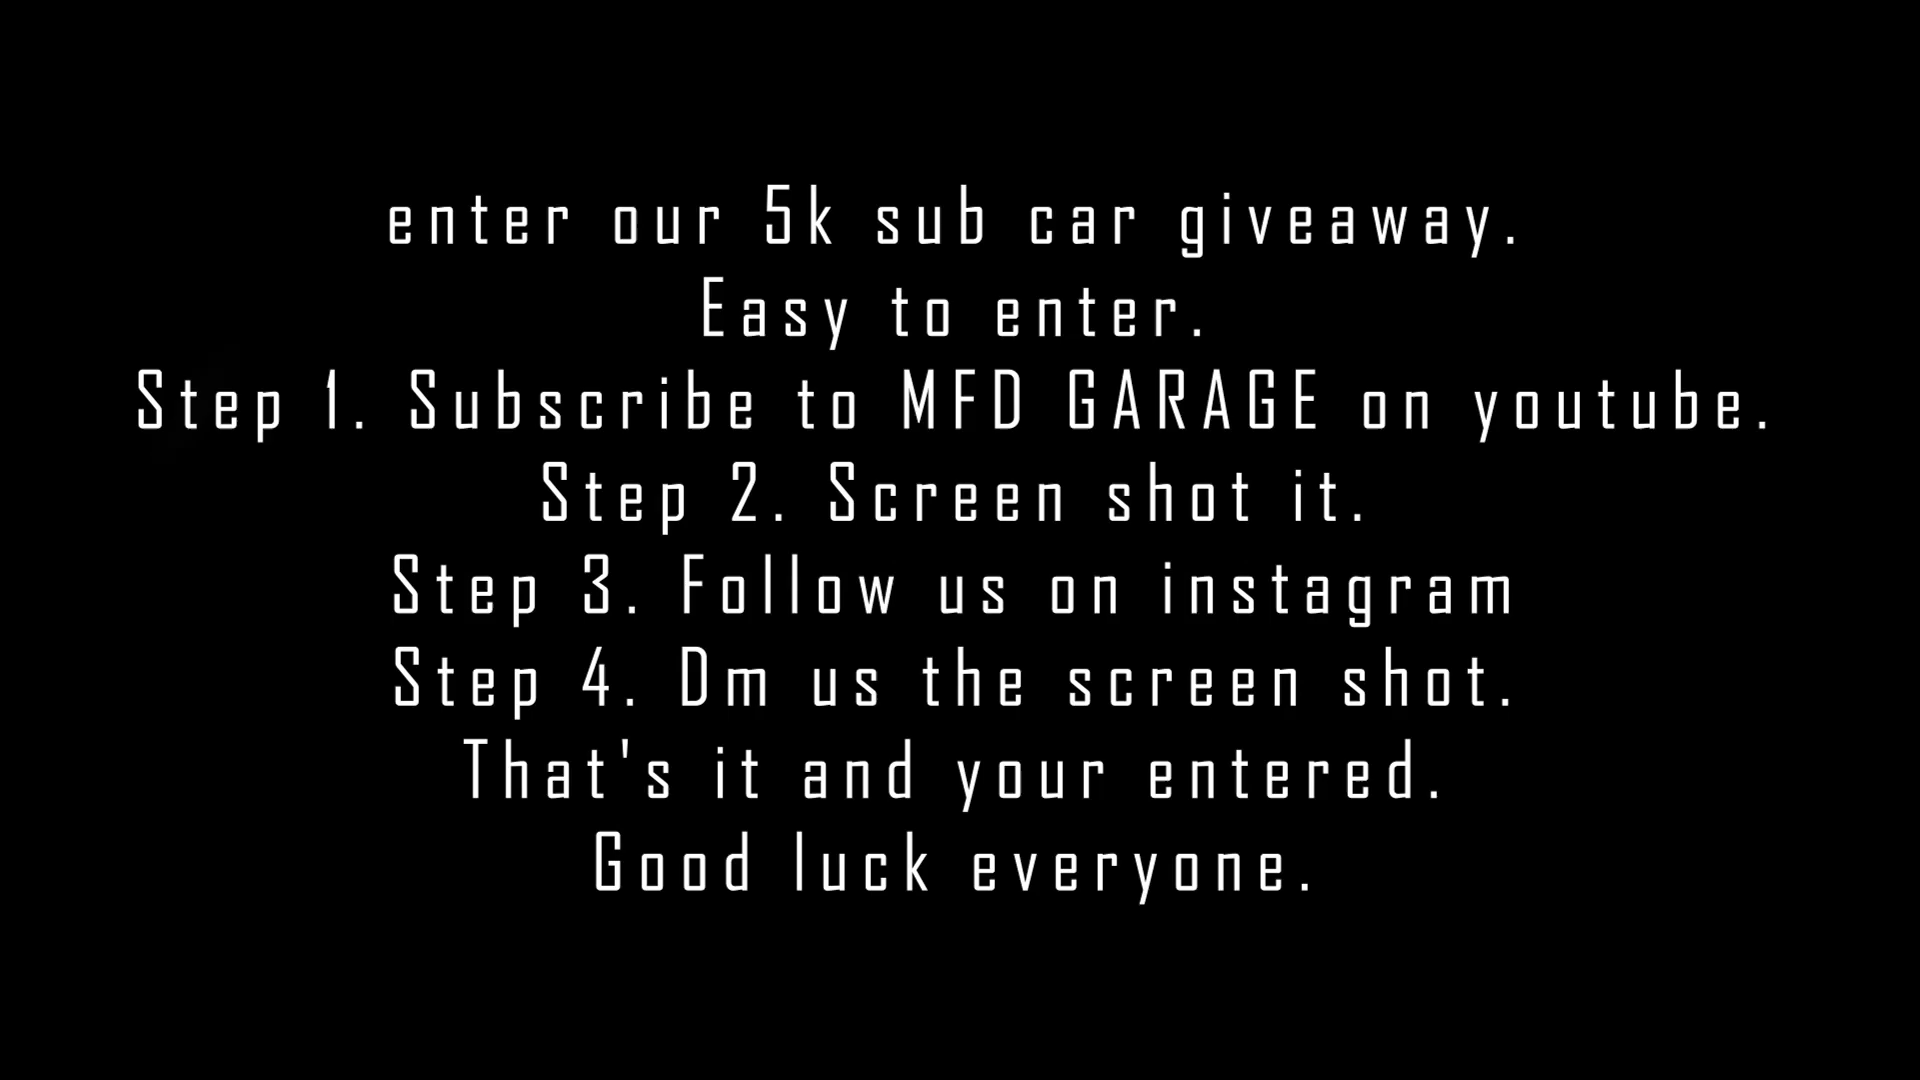 enter our 5k sub car giveaway.
Easy to enter.
Step 1. Subscribe to MFD GARAGE on youtube.
Step 2. Screen shot it.
Step 3. Follow us on instagram
Step 4. Dm us the screen shot.
That's it and your entered.
Good luck everyone.